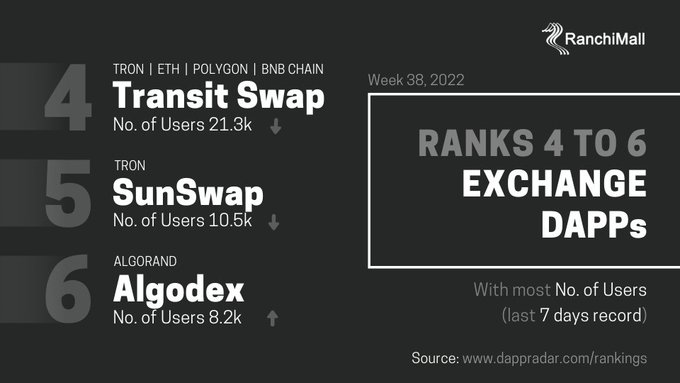 RanchiMall
Week 38, 2022
RANKS 4 TO 6
EXCHANGE
DAPPs
4
TRON | ETH | POLYGON | BNB CHAIN
Transit Swap
No. of Users 21.3k
5
TRON
SunSwap
No. of Users 10.5k
6
ALGORAND
Algodex
No. of Users 8.2k
With most No. of Users
(last 7 days record)
Source: www.dappradar.com/rankings